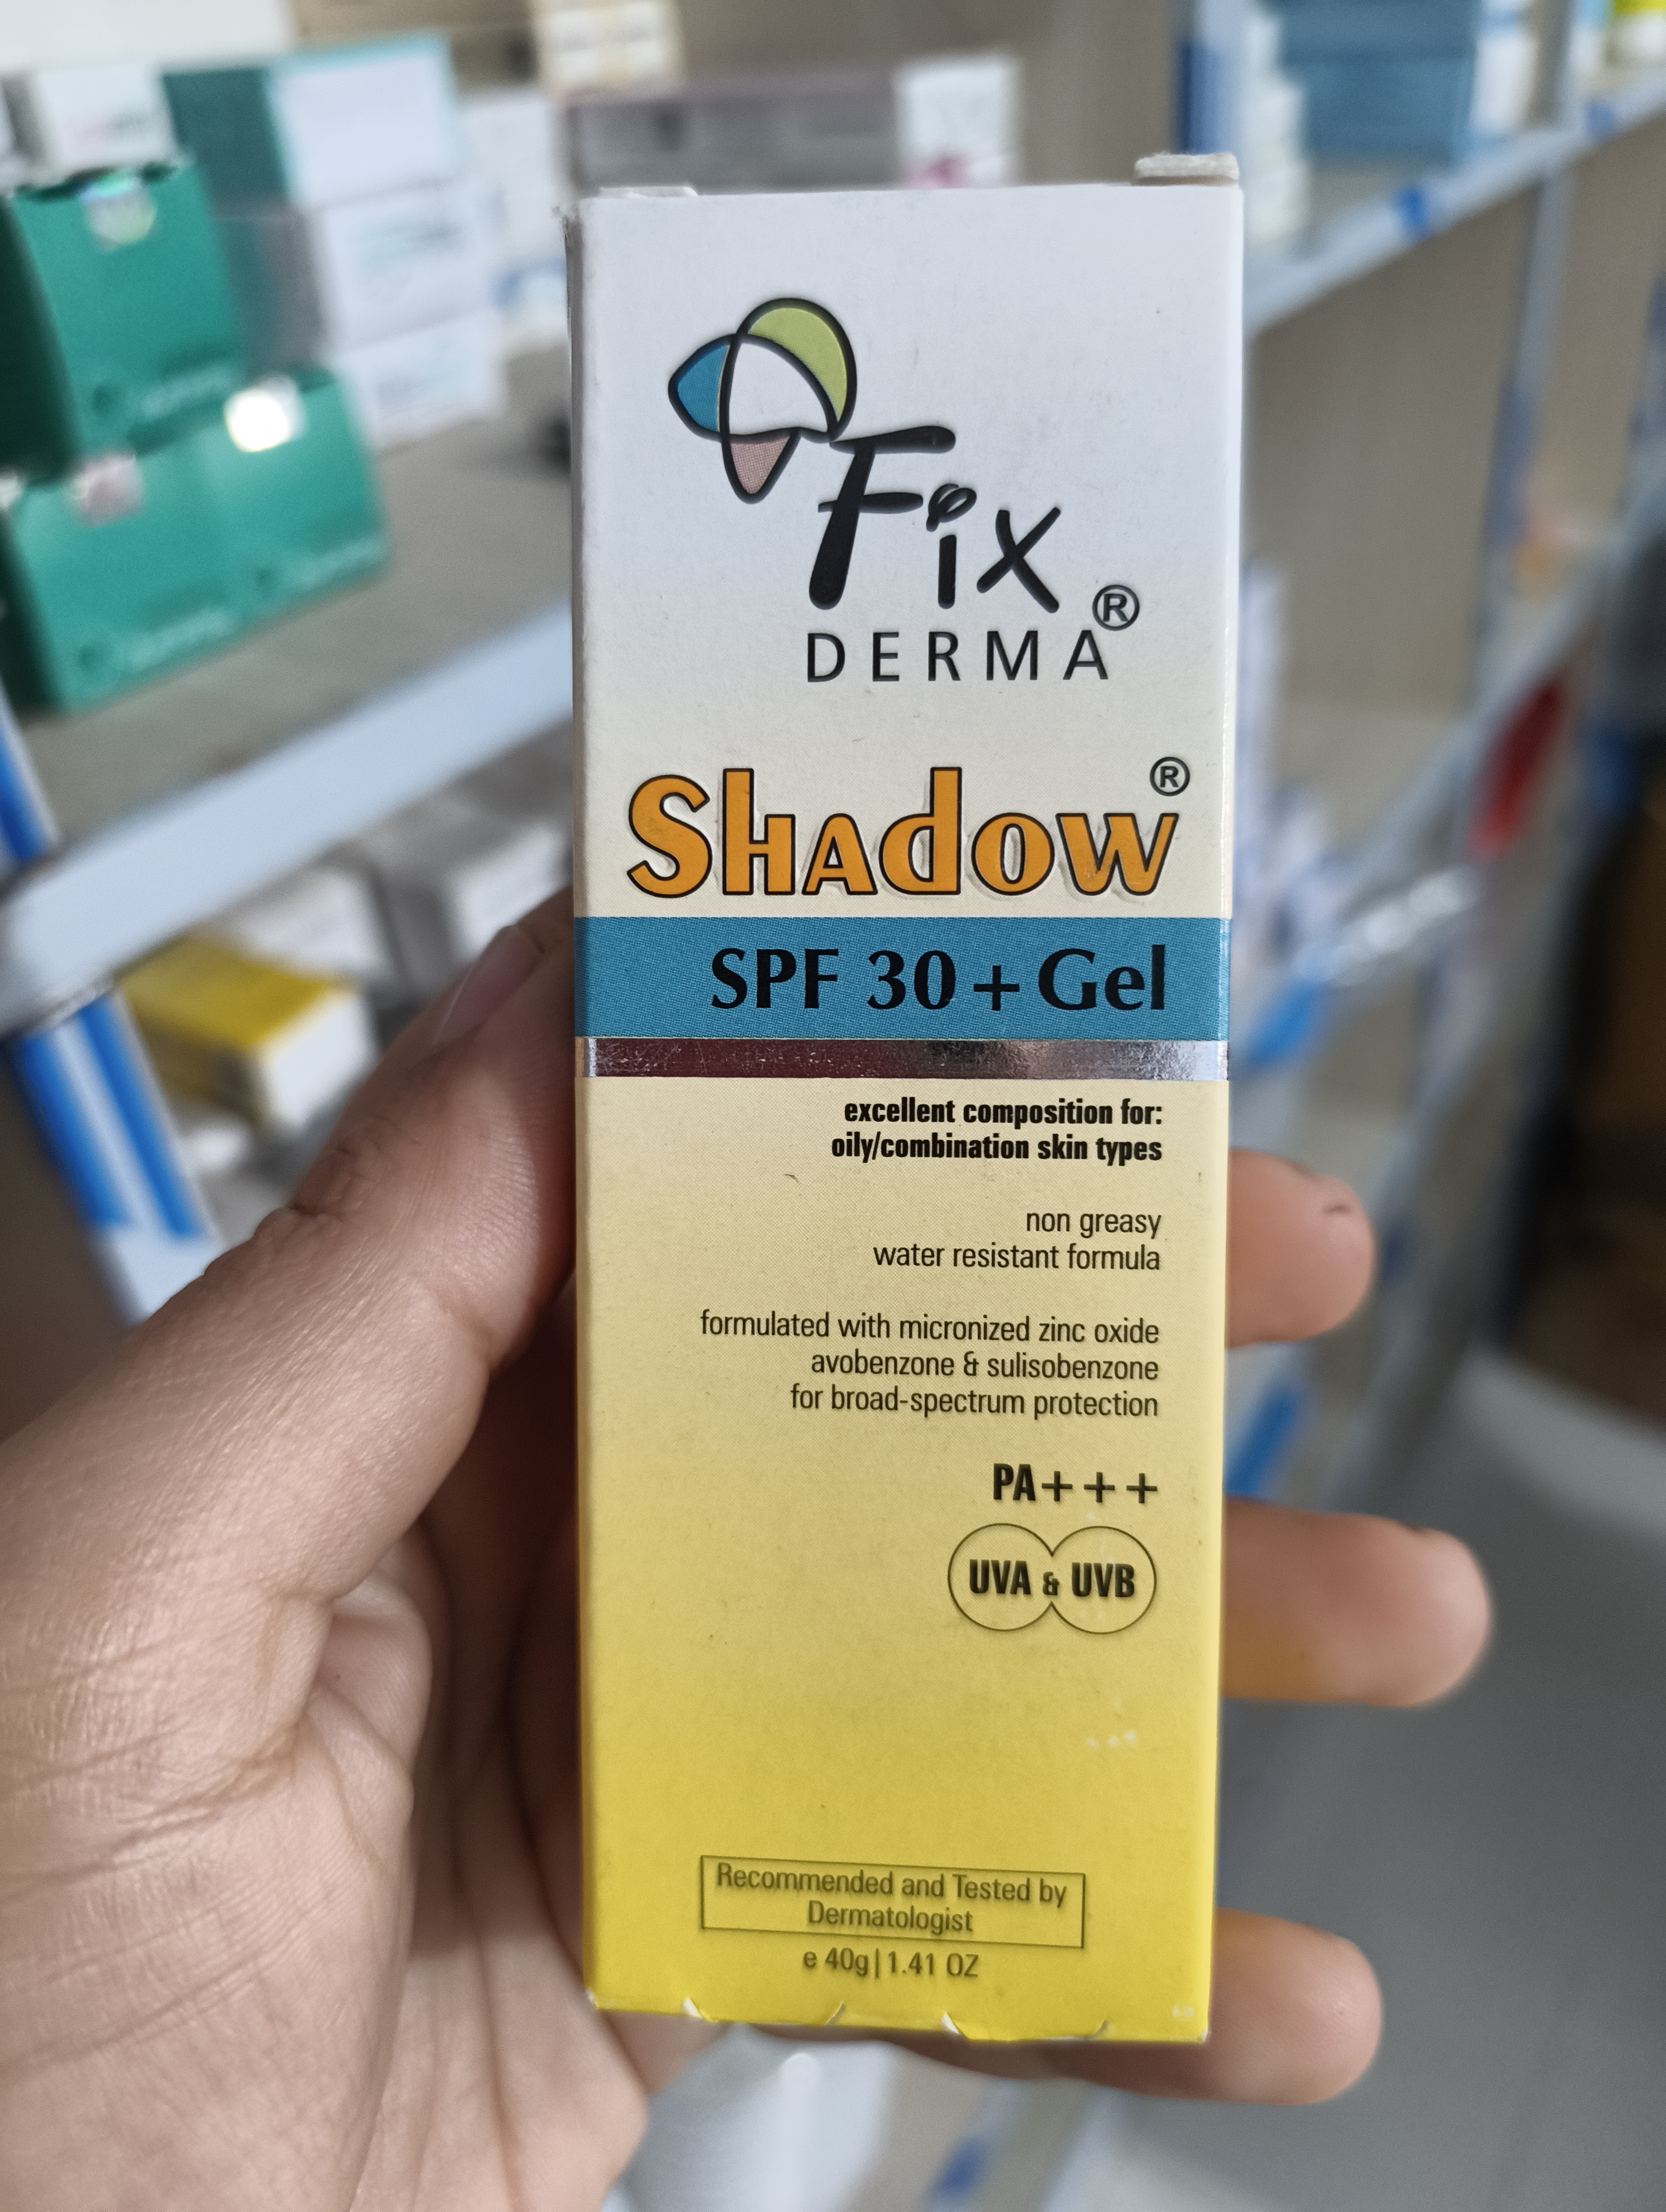 Fix
DERMA®
Shadow®
SPF 30+Gel
excellent composition for:
oily/combination skin types
non greasy
water resistant formula
formulated with micronized zinc oxide
avobenzone & sulisobenzone
for broad-spectrum protection
PA+++
UVA & UVB
Recommended and Tested by
Dermatologist
e 40g|1.41 OZ